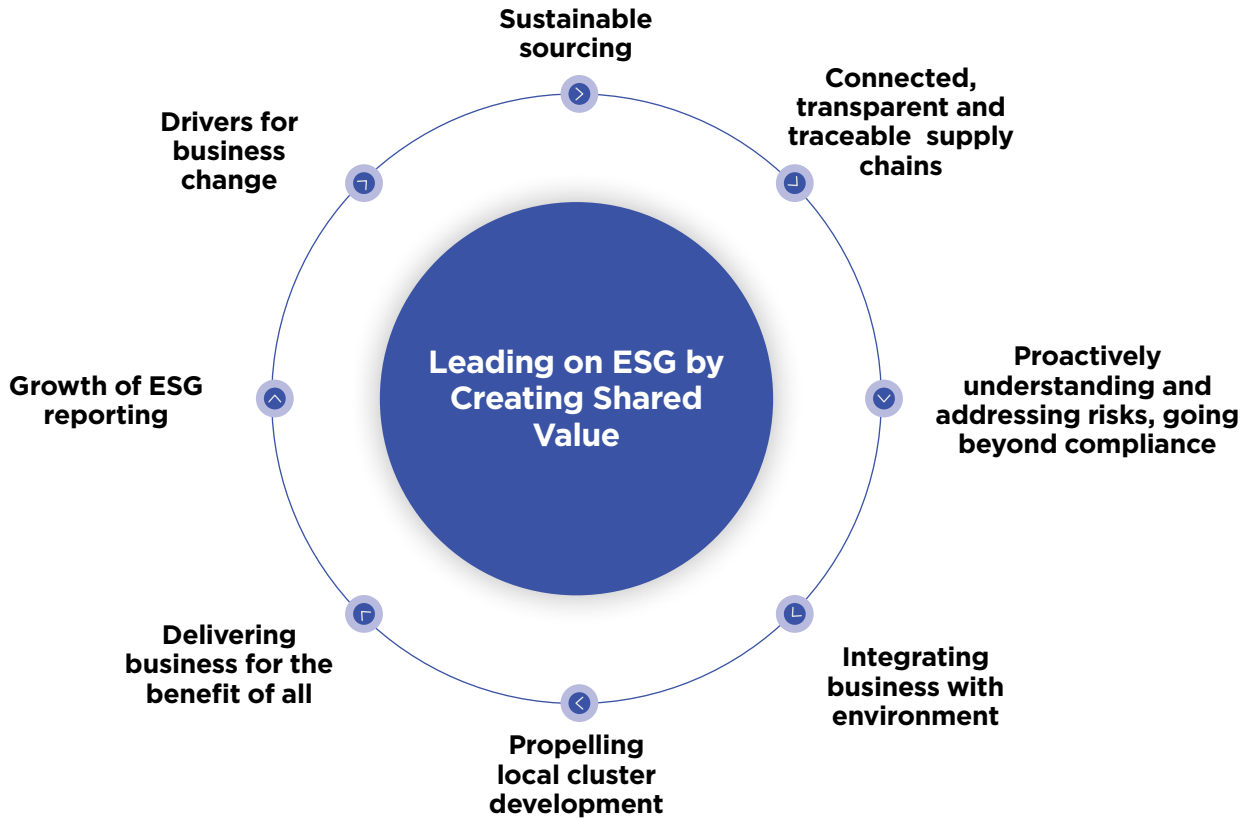 Sustainable
sourcing
Connected,
transparent and
traceable supply
chains
Proactively
understanding and
addressing risks, going
beyond compliance
Integrating
business with
environment
Propelling
local cluster
development
Delivering
business for the
benefit of all
Growth of ESG
reporting
Drivers for
business
change
Leading on ESG by
Creating Shared
Value